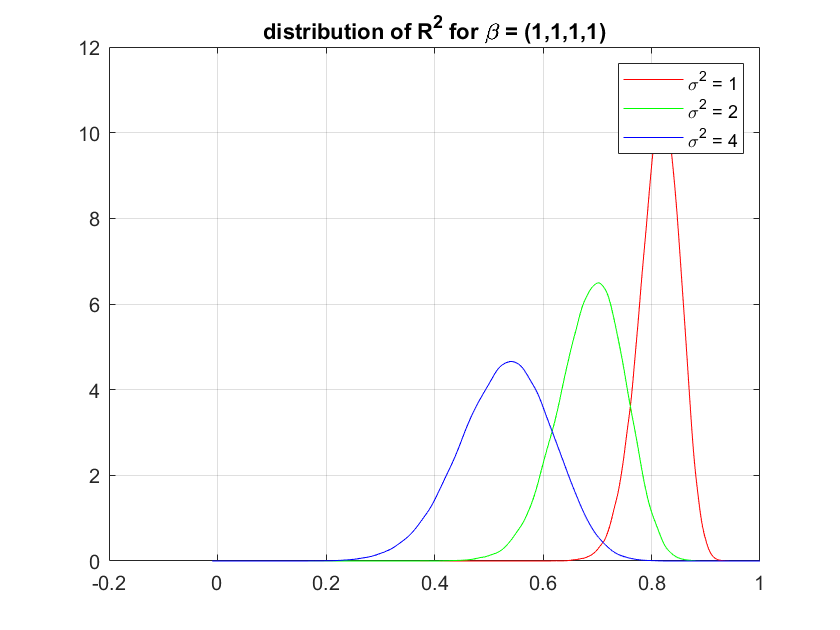 distribution of R² for β = (1,1,1,1)
σ² = 1
σ² = 2
σ² = 4
12
10
8
6
4
2
0
-0.2 0 0.2 0.4 0.6 0.8 1